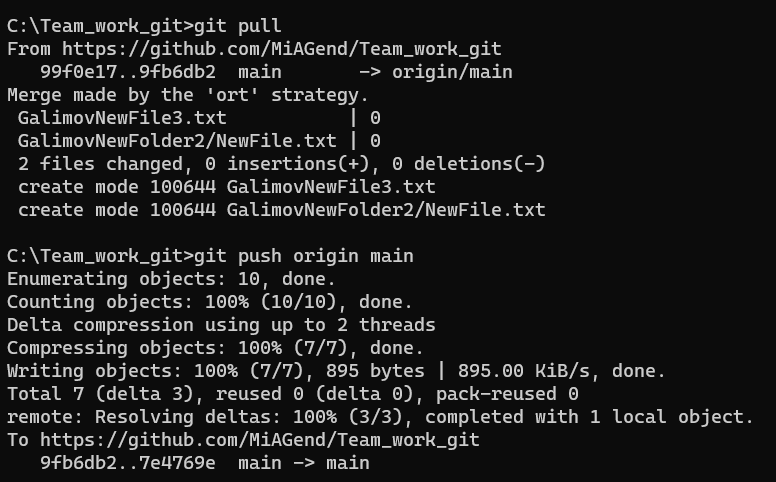 C:\Team_work_git>git pull
From https://github.com/MiAGend/Team_work_git
   99f0e17..9fb6db2  main       -> origin/main
Merge made by the 'ort' strategy.
 GalimovNewFile3.txt           | 0
 GalimovNewFolder2/NewFile.txt | 0
 2 files changed, 0 insertions(+), 0 deletions(-)
 create mode 100644 GalimovNewFile3.txt
 create mode 100644 GalimovNewFolder2/NewFile.txt

C:\Team_work_git>git push origin main
Enumerating objects: 10, done.
Counting objects: 100% (10/10), done.
Delta compression using up to 2 threads
Compressing objects: 100% (7/7), done.
Writing objects: 100% (7/7), 895 bytes | 895.00 KiB/s, done.
Total 7 (delta 3), reused 0 (delta 0), pack-reused 0
remote: Resolving deltas: 100% (3/3), completed with 1 local object.
To https://github.com/MiAGend/Team_work_git
   9fb6db2..7e4769e  main -> main